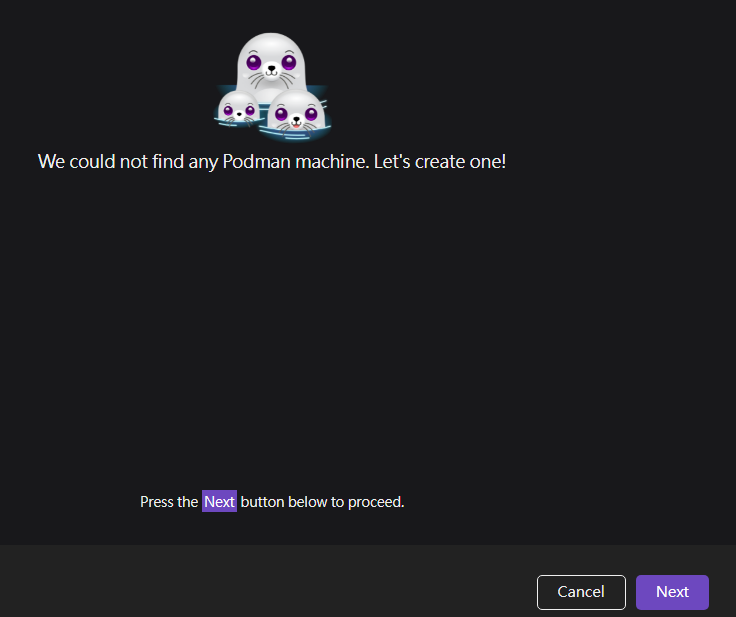 We could not find any Podman machine. Let's create one!
Press the Next button below to proceed.
Cancel
Next